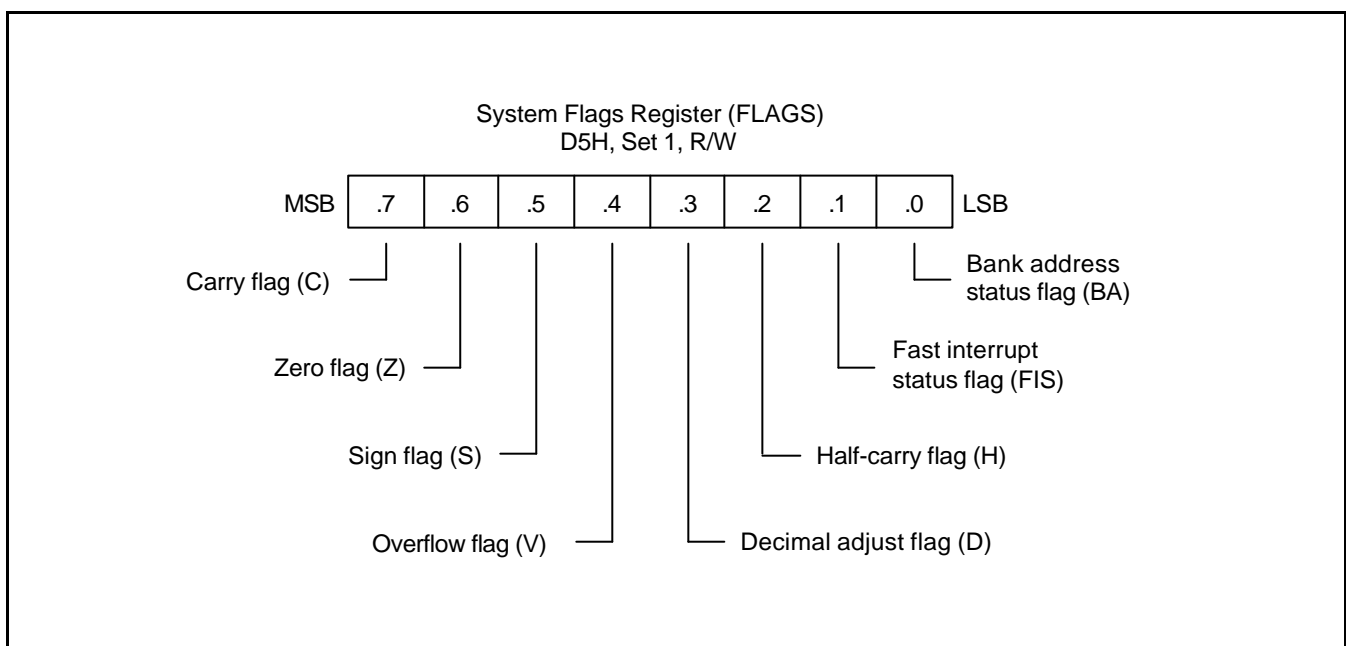 System Flags Register (FLAGS)
D5H, Set 1, R/W
MSB .7 .6 .5 .4 .3 .2 .1 .0 LSB
Carry flag (C)
Bank address
status flag (BA)
Zero flag (Z)
Fast interrupt
status flag (FIS)
Sign flag (S)
Half-carry flag (H)
Overflow flag (V)
Decimal adjust flag (D)